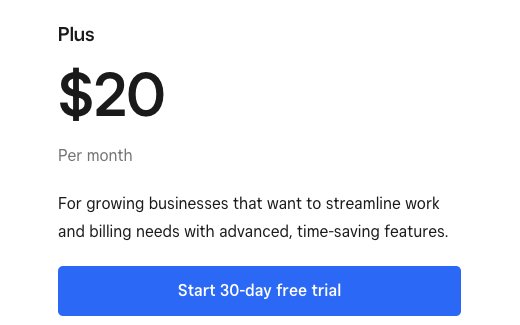 Plus
$20
Per month
For growing businesses that want to streamline work
and billing needs with advanced, time-saving features.
Start 30-day free trial